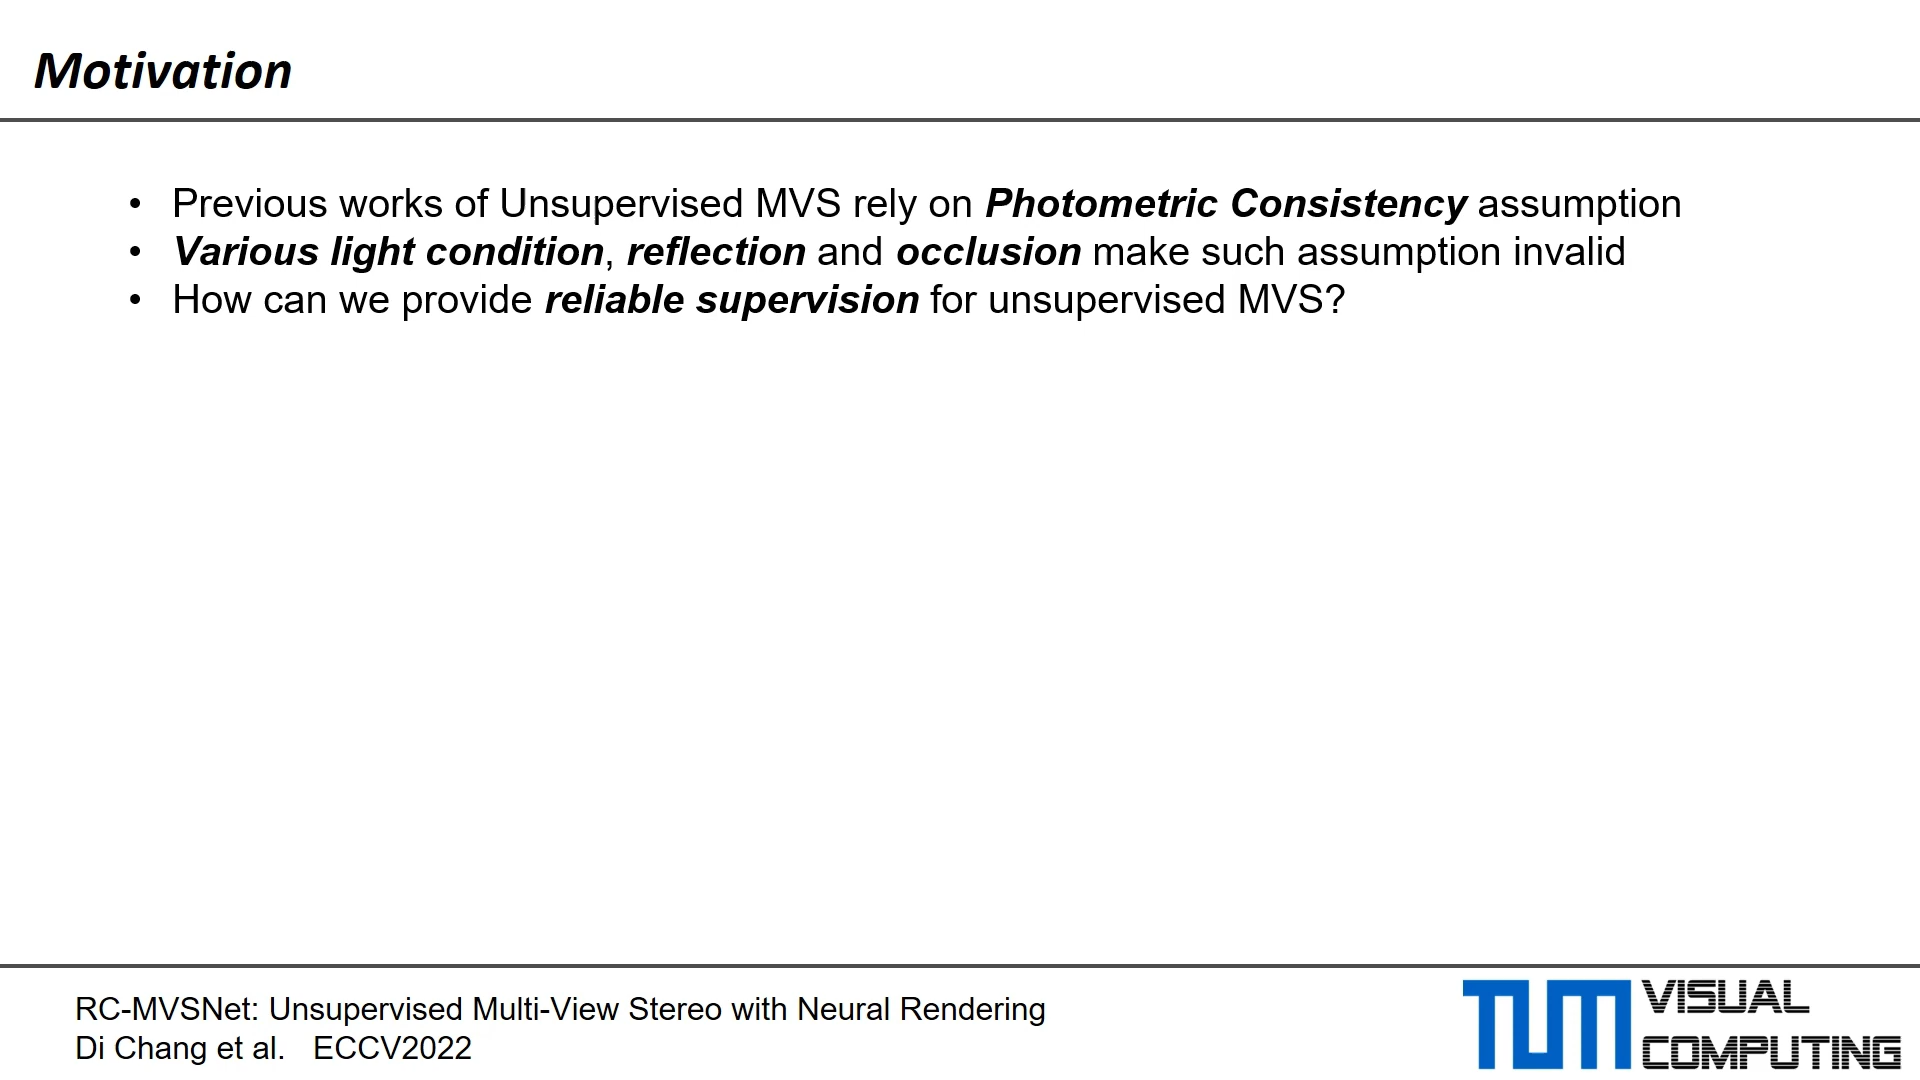 Motivation
• Previous works of Unsupervised MVS rely on Photometric Consistency assumption
• Various light condition, reflection and occlusion make such assumption invalid
• How can we provide reliable supervision for unsupervised MVS?
RC-MVSNet: Unsupervised Multi-View Stereo with Neural Rendering
Di Chang et al. ECCV2022
TUM VISUAL
COMPUTING